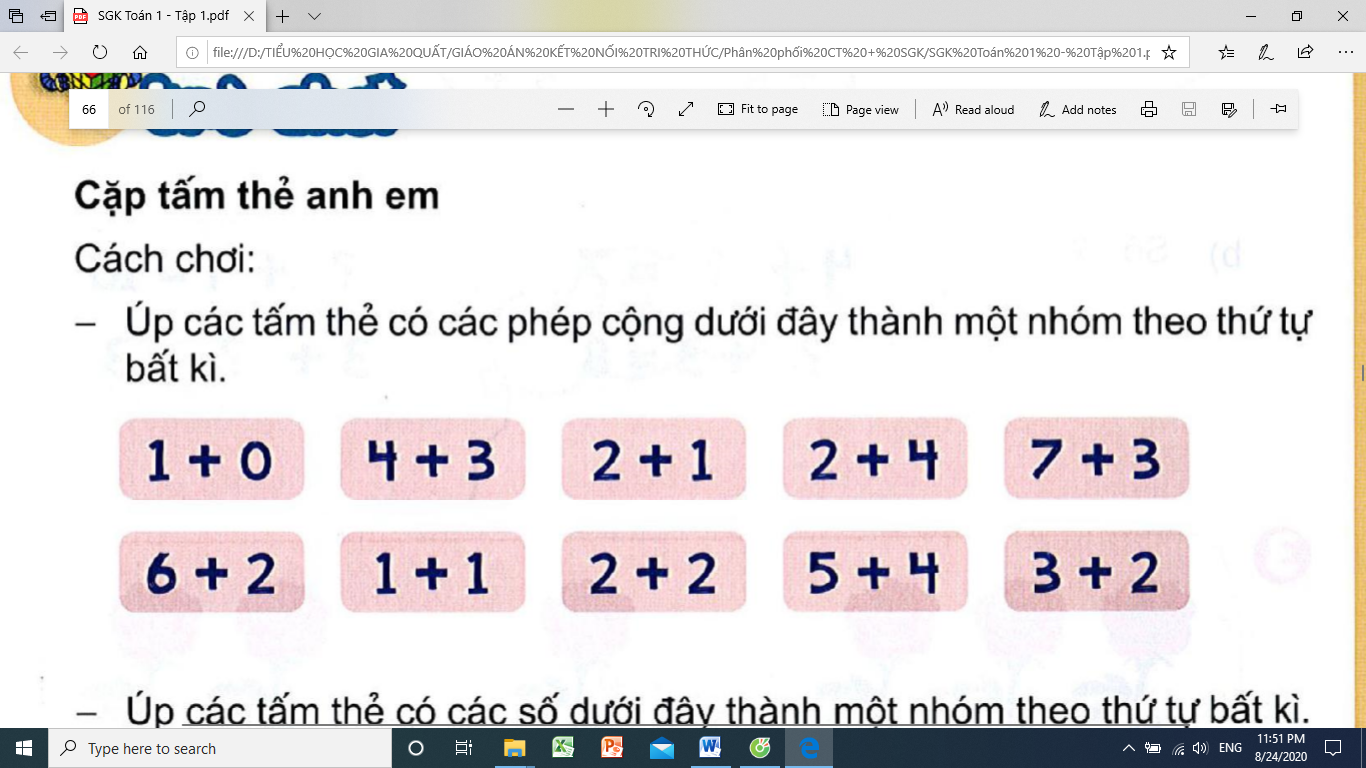 SGK Toán 1 - Tập 1.pdf
file:///D:/TIỂU%20HỌC%20GIA%20QUẤT/GIÁO%20ÁN%20KẾT%20NỐI%20TRI%20THỨC/Phân%20phối%20CT%20+%20SGK/SGK%20Toán%201%20-%20Tập%201.p
66 of 116 Fit to page Page view Read aloud Add notes
Cặp tấm thẻ anh em
Cách chơi:
– Úp các tấm thẻ có các phép cộng dưới đây thành một nhóm theo thứ tự
bất kì.
1 + 0 4 + 3 2 + 1 2 + 4 7 + 3
6 + 2 1 + 1 2 + 2 5 + 4 3 + 2
– Úp các tấm thẻ có các số dưới đây thành một nhóm theo thứ tự bất kì.
Type here to search
ENG
11:51 PM
8/24/2020